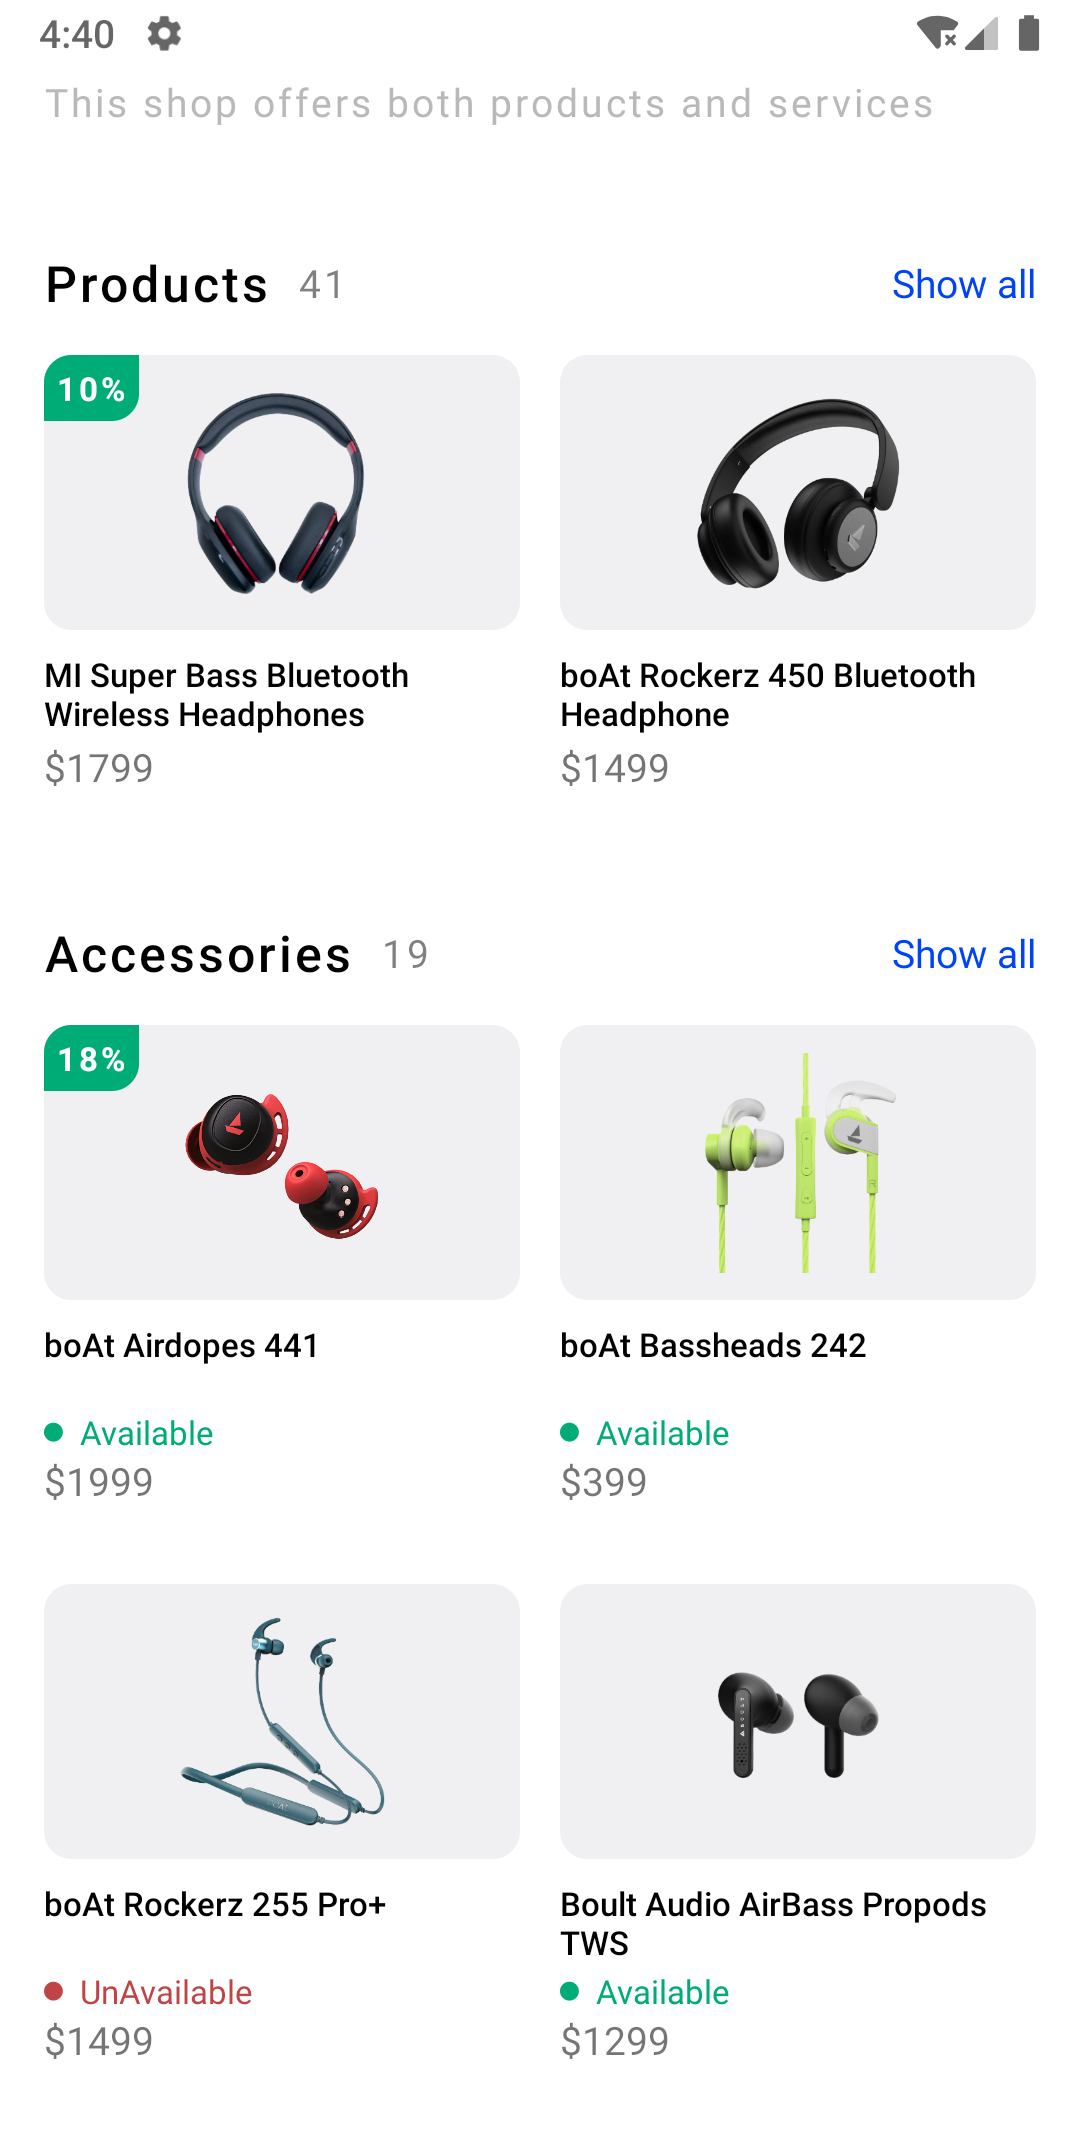 4:40
This shop offers both products and services
Products 41 Show all
10%
MI Super Bass Bluetooth
Wireless Headphones
$1799
boAt Rockerz 450 Bluetooth
Headphone
$1499
Accessories 19 Show all
18%
boAt Airdopes 441
Available
$1999
boAt Bassheads 242
Available
$399
boAt Rockerz 255 Pro+
UnAvailable
$1499
Boult Audio AirBass Propods
TWS
Available
$1299